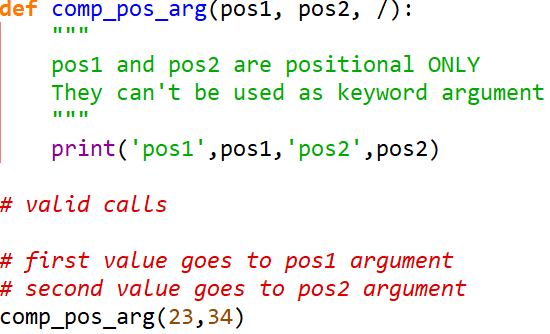 def comp_pos_arg(pos1, pos2, /):
    """
    pos1 and pos2 are positional ONLY
    They can't be used as keyword argument
    """
    print('pos1',pos1,'pos2',pos2)
# valid calls
# first value goes to pos1 argument
# second value goes to pos2 argument
comp_pos_arg(23,34)